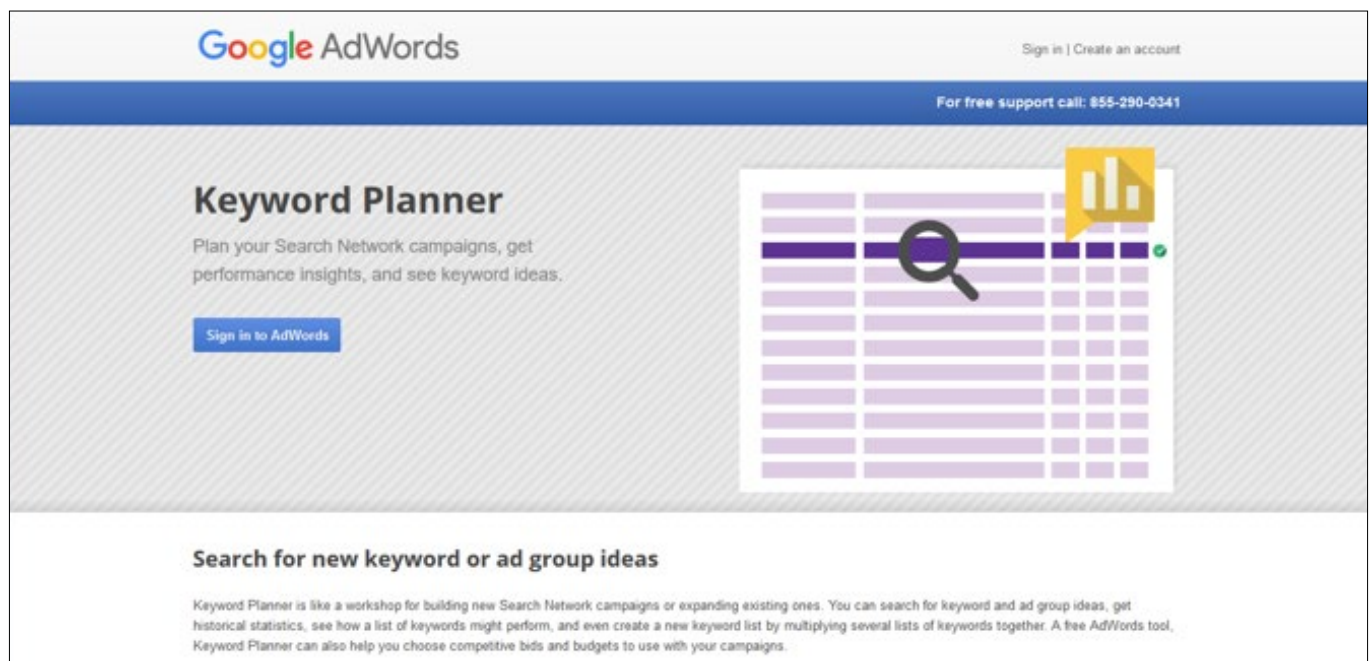 Google AdWords
Sign in | Create an account
For free support call: 855-290-0341
Keyword Planner
Plan your Search Network campaigns, get
performance insights, and see keyword ideas.
Sign in to AdWords
Search for new keyword or ad group ideas
Keyword Planner is like a workshop for building new Search Network campaigns or expanding existing ones. You can search for keyword and ad group ideas, get
historical statistics, see how a list of keywords might perform, and even create a new keyword list by multiplying several lists of keywords together. A free AdWords tool,
Keyword Planner can also help you choose competitive bids and budgets to use with your campaigns.